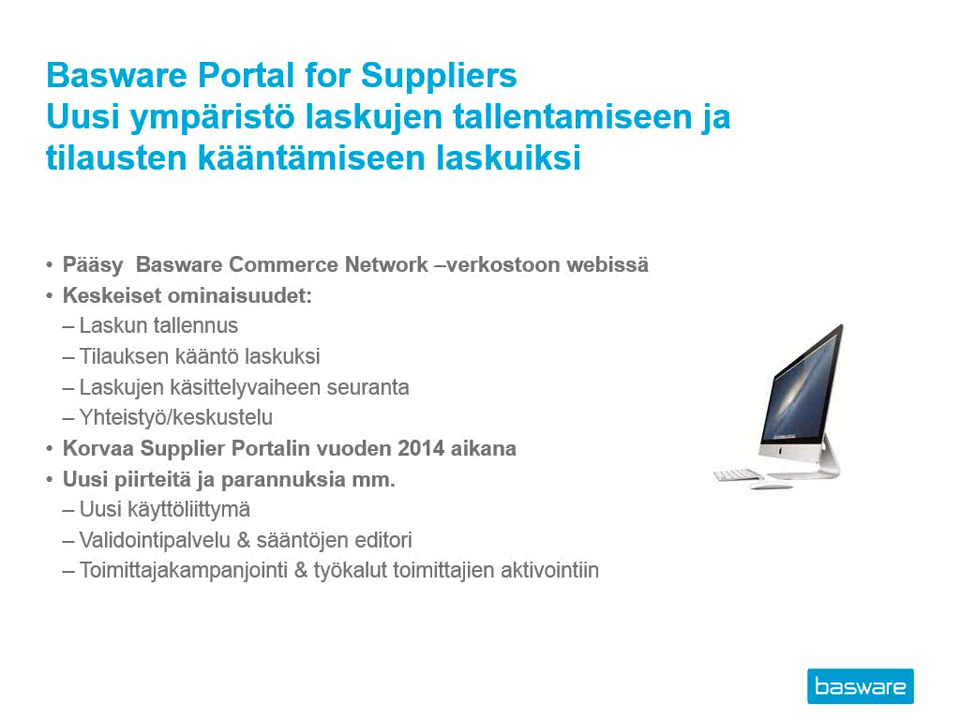 Basware Portal for Suppliers
Uusi ympäristö laskujen tallentamiseen ja
tilausten kääntämiseen laskuiksi
• Pääsy  Basware Commerce Network –verkostoon webissä
• Keskeiset ominaisuudet:
– Laskun tallennus
– Tilauksen kääntö laskuksi
– Laskujen käsittelyvaiheen seuranta
– Yhteistyö/keskustelu
• Korvaa Supplier Portalin vuoden 2014 aikana
• Uusi piirteitä ja parannuksia mm.
– Uusi käyttöliittymä
– Validointipalvelu & sääntöjen editori
– Toimittajakampanjointi & työkalut toimittajien aktivointiin
basware